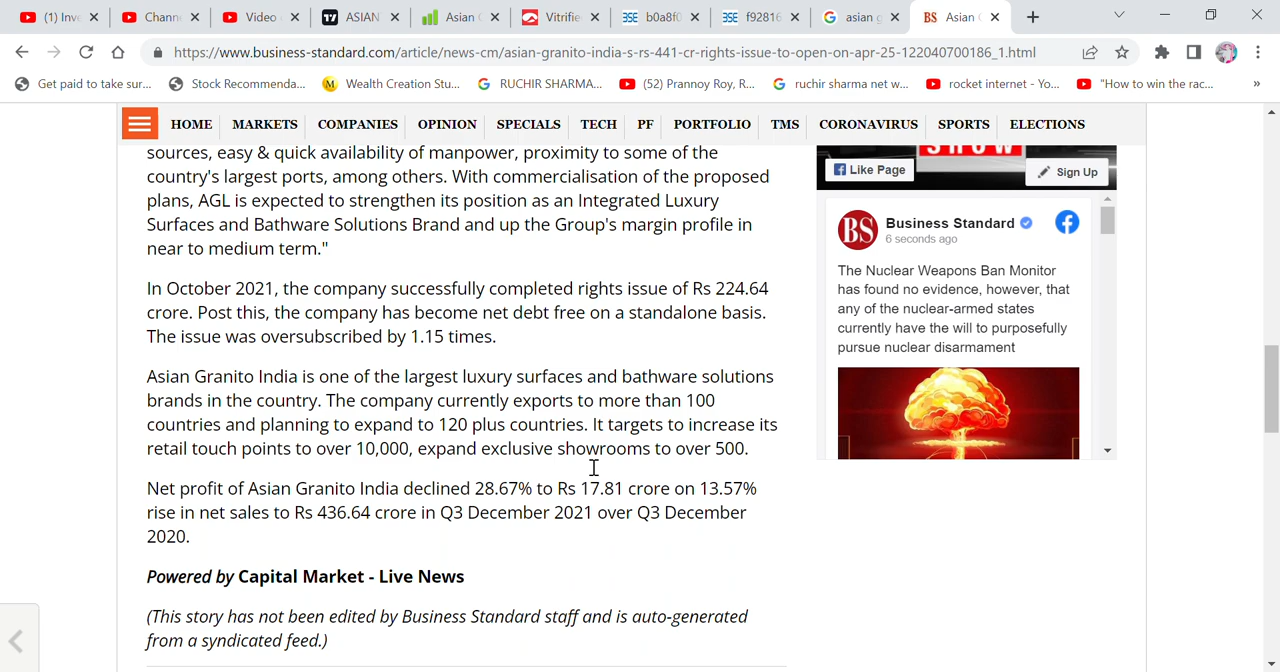 (1) Inv
Chann
Video
ASIAN
Asian
Vitrifie
b0a8f0
f92816
asian g
Asian
https://www.business-standard.com/article/news-cm/asian-granito-india-s-rs-441-cr-rights-issue-to-open-on-apr-25-122040700186_1.html
Get paid to take sur...
Stock Recommenda...
Wealth Creation Stu...
RUCHIR SHARMA...
(52) Prannoy Roy, R...
ruchir sharma net w...
rocket internet - Yo...
"How to win the rac...
HOME MARKETS COMPANIES OPINION SPECIALS TECH PF PORTFOLIO TMS CORONAVIRUS SPORTS ELECTIONS
sources, easy & quick availability of manpower, proximity to some of the
counry's largest ports, among others. With commercialisation of the proposed
plans, AGL is expected to strengthen its position as an Integrated Luxury
Surfaces and Bathware Solutions Brand and up the Group's margin profile in
near to medium term."
In October 2021, the company successfully completed rights issue of Rs 224.64
crore. Post this, the company has become net debt free on a standalone basis.
The issue was oversubscribed by 1.15 times.
Asian Granito India is one of the largest luxury surfaces and bathware solutions
brands in the country. The company currently exports to more than 100
countries and planning to expand to 120 plus countries. It targets to increase its
retail touch points to over 10,000, expand exclusive showrooms to over 500.
Net profit of Asian Granito India declined 28.67% to Rs 17.81 crore on 13.57%
rise in net sales to Rs 436.64 crore in Q3 December 2021 over Q3 December
2020.
Powered by Capital Market - Live News
(This story has not been edited by Business Standard staff and is auto-generated
from a syndicated feed.)
SHOW
Like Page
Sign Up
BS
Business Standard
6 seconds ago
The Nuclear Weapons Ban Monitor
has found no evidence, however, that
any of the nuclear-armed states
currently have the will to purposefully
pursue nuclear disarmament